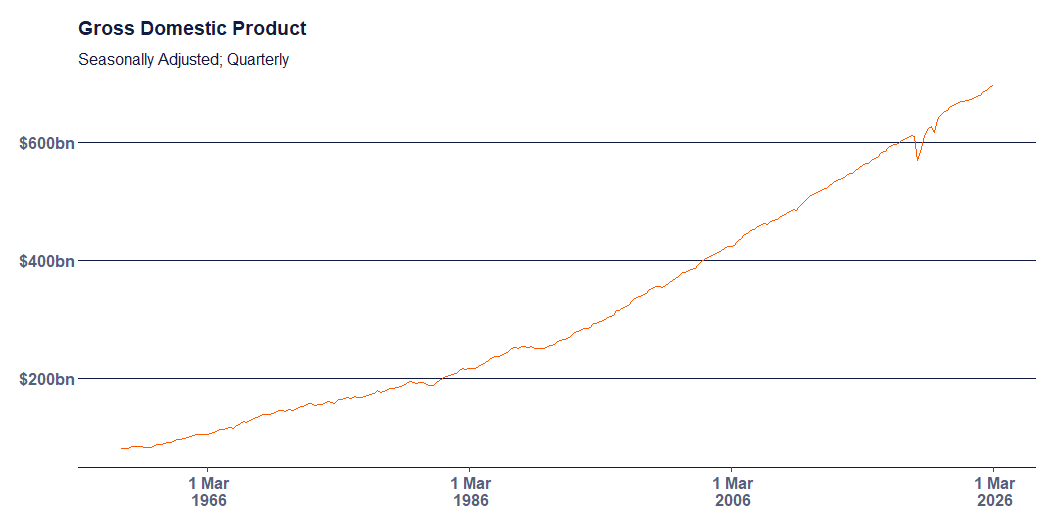 Gross Domestic Product
Seasonally Adjusted; Quarterly
$600bn
$400bn
$200bn
1 Mar 1 Mar 1 Mar 1 Mar
1966 1986 2006 2026